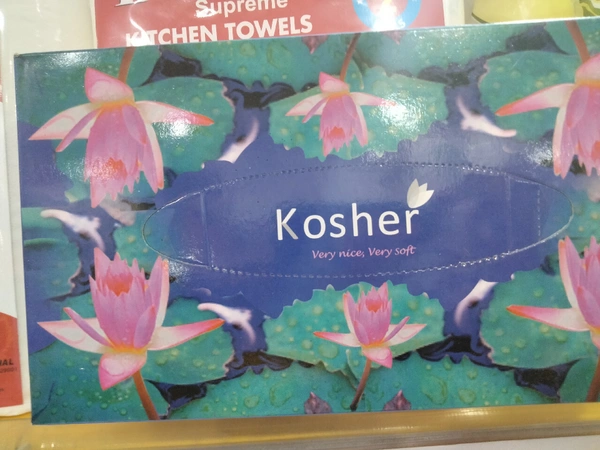 Supreme
KITCHEN TOWELS
Kosher
Very nice, Very soft